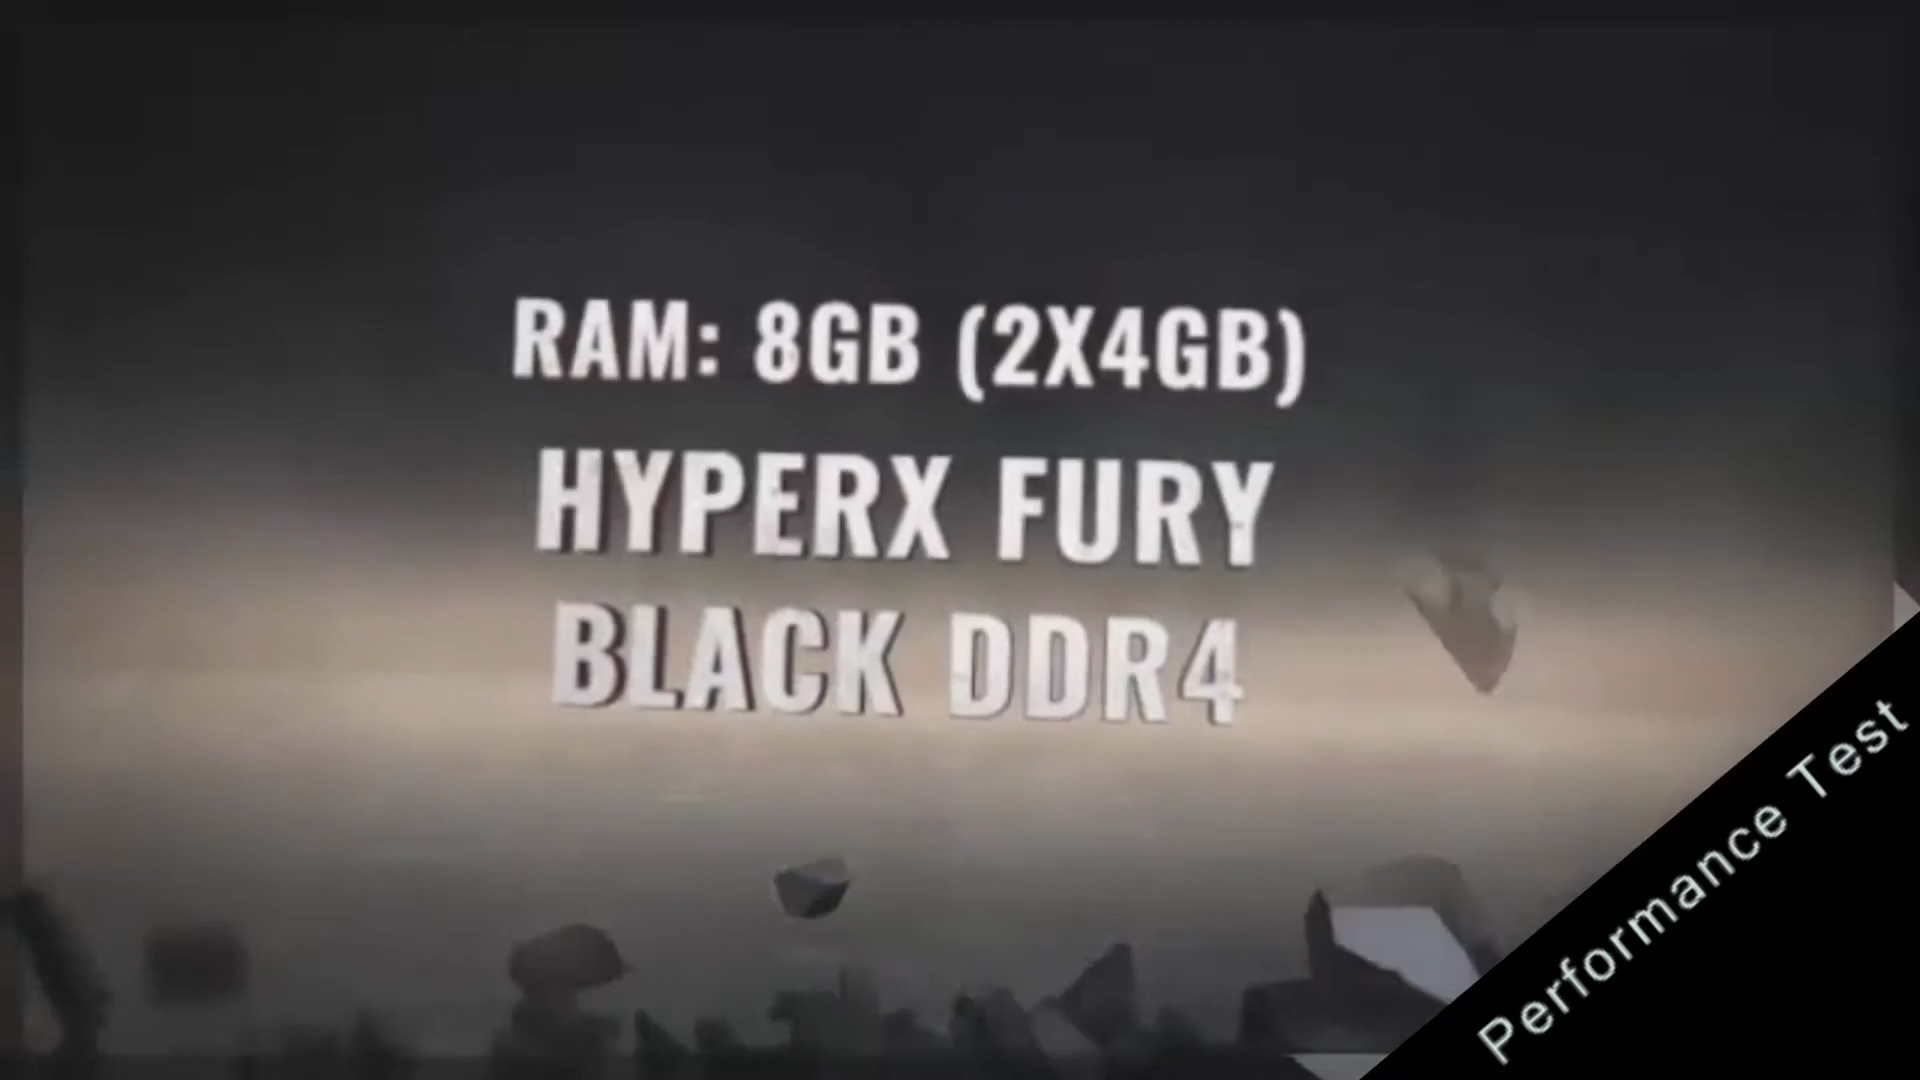 RAM: 8GB (2X4GB)
HYPERX FURY
BLACK DDR4
Performance Test